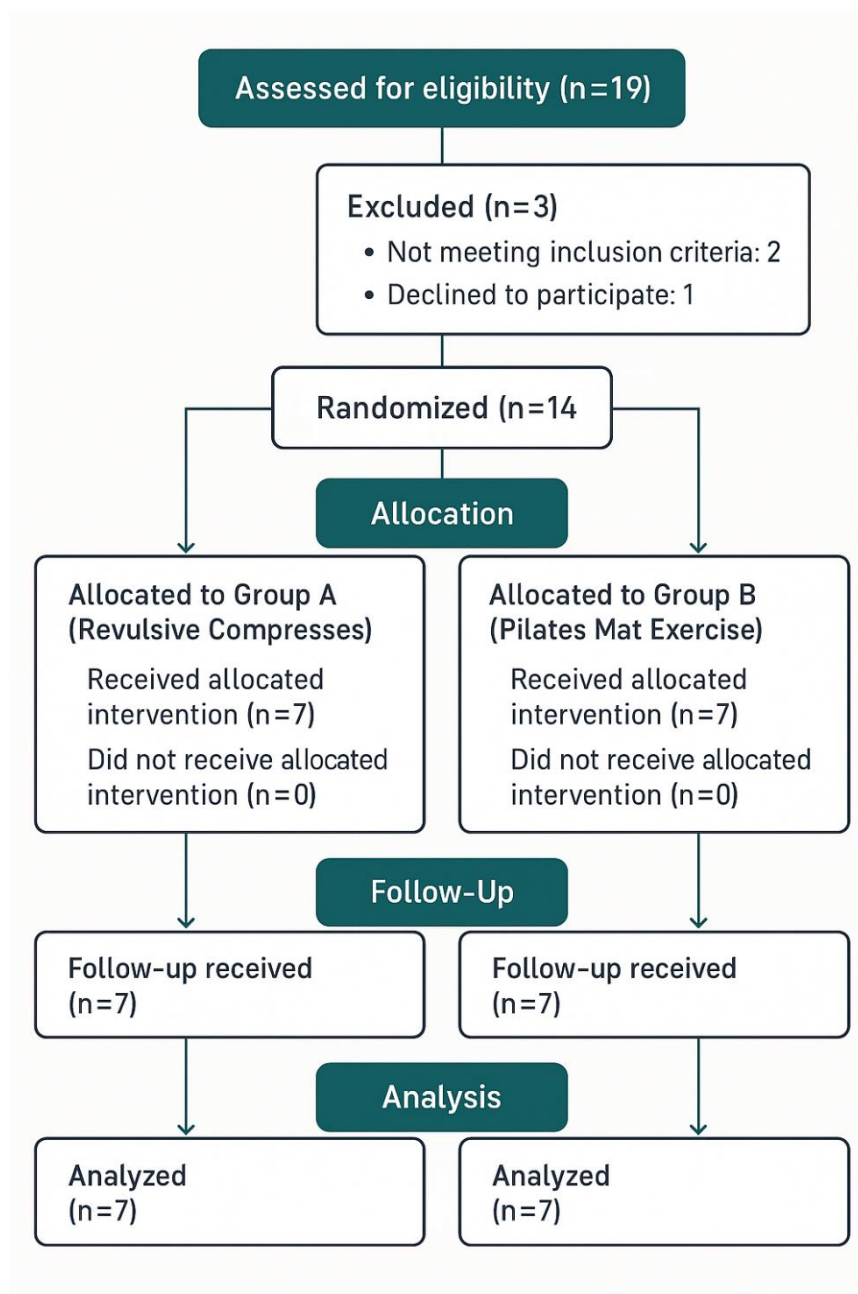 Assessed for eligibility (n=19)
Excluded (n=3)
• Not meeting inclusion criteria: 2
• Declined to participate: 1
Randomized (n=14
Allocation
Allocated to Group A
(Revulsive Compresses)
Received allocated
intervention (n=7)
Did not receive allocated
intervention (n=0)
Allocated to Group B
(Pilates Mat Exercise)
Received allocated
intervention (n=7)
Did not receive allocated
intervention (n=0)
Follow-Up
Follow-up received
(n=7)
Follow-up received
(n=7)
Analysis
Analyzed
(n=7)
Analyzed
(n=7)